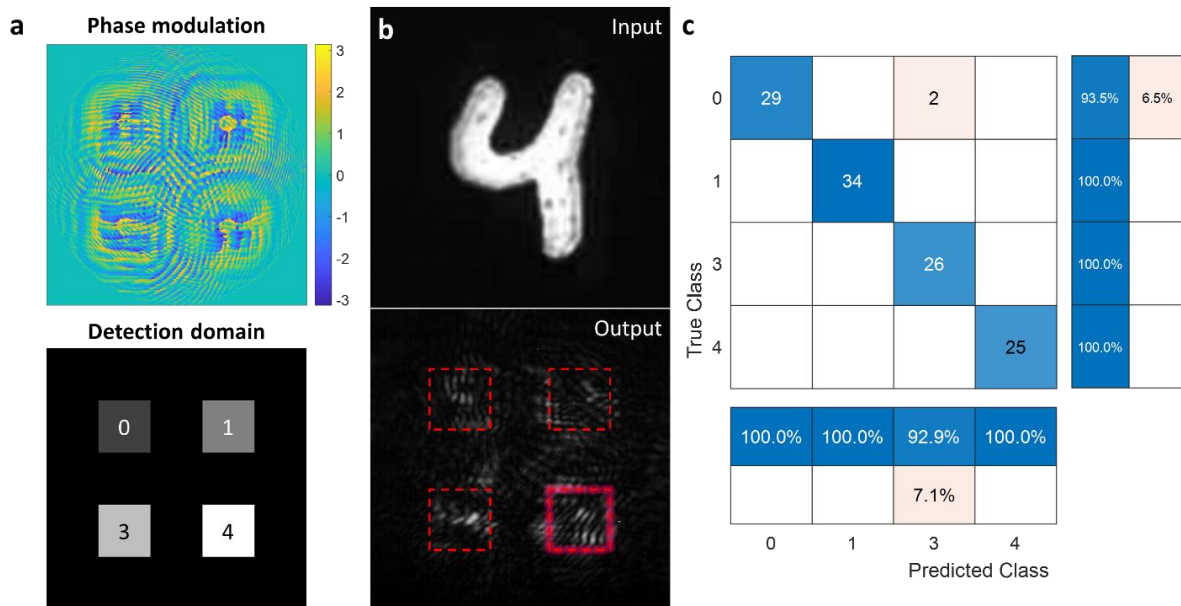 a
Phase modulation
3
2
1
0
-1
-2
-3
Detection domain
0 1
3 4
b
Input
4
Output
c
True Class
0
1
3
4
29 2
34
26
25
93.5% 6.5%
100.0%
100.0%
100.0%
100.0% 100.0% 92.9% 100.0%
7.1%
0 1 3 4
Predicted Class